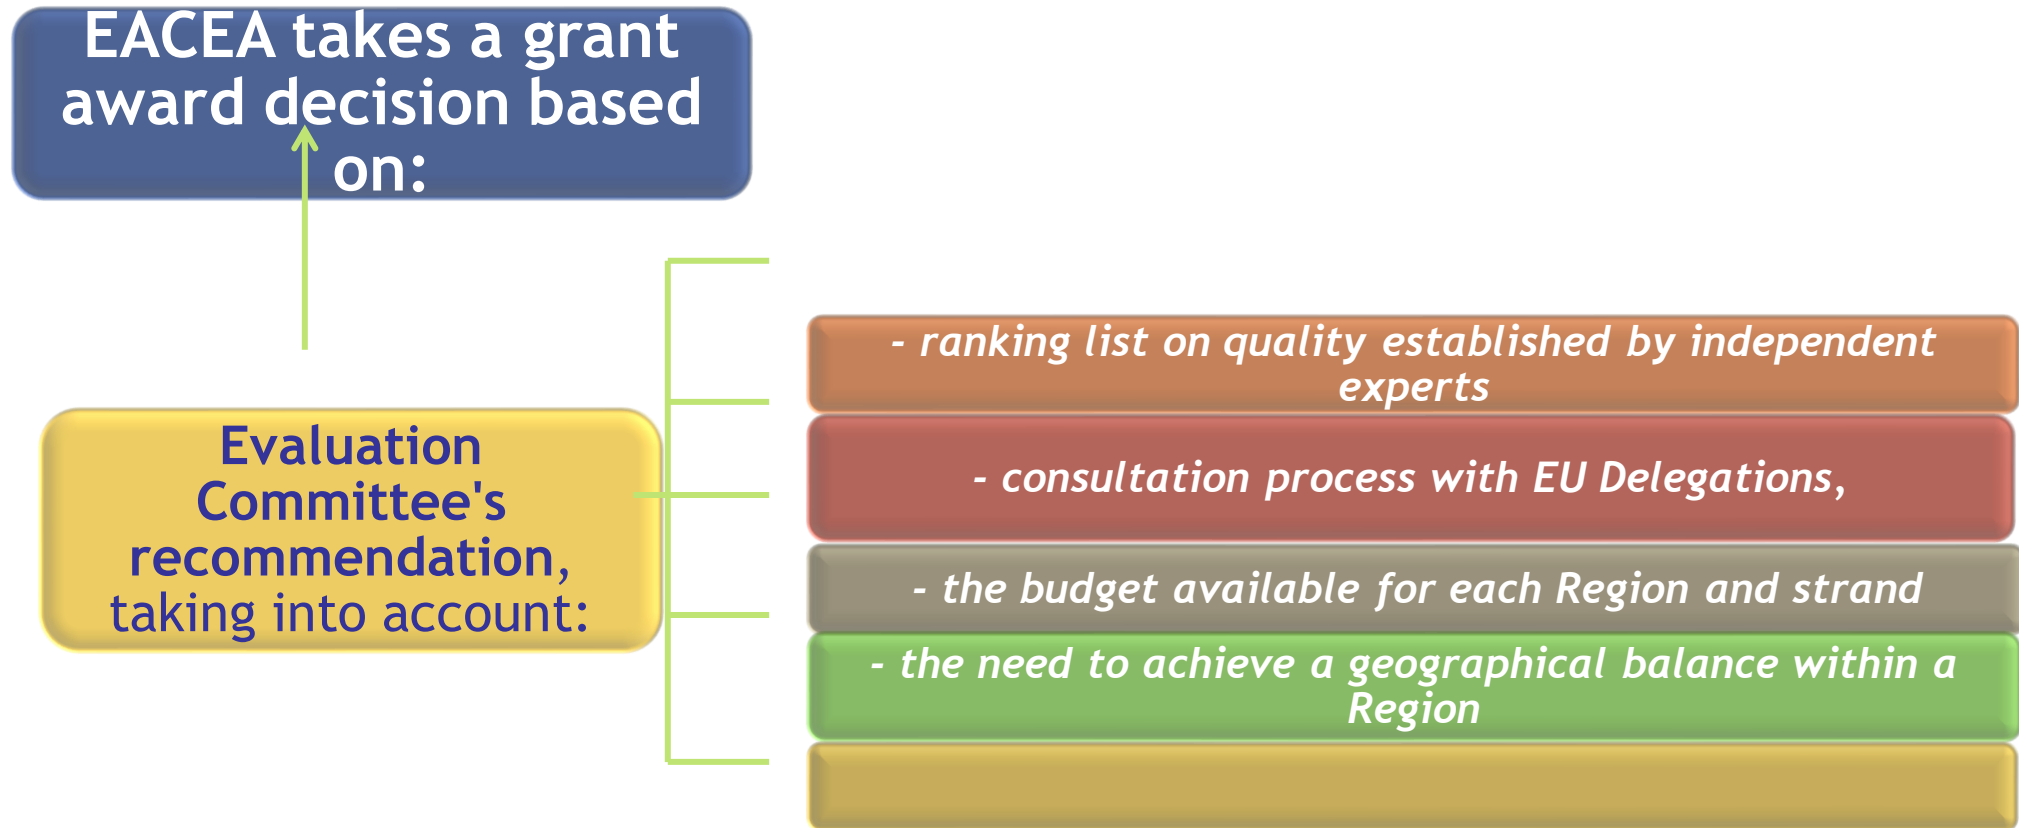 EACEA takes a grant
award decision based
on:
Evaluation
Committee's
recommendation,
taking into account:
- ranking list on quality established by independent
experts
- consultation process with EU Delegations,
- the budget available for each Region and strand
- the need to achieve a geographical balance within a
Region